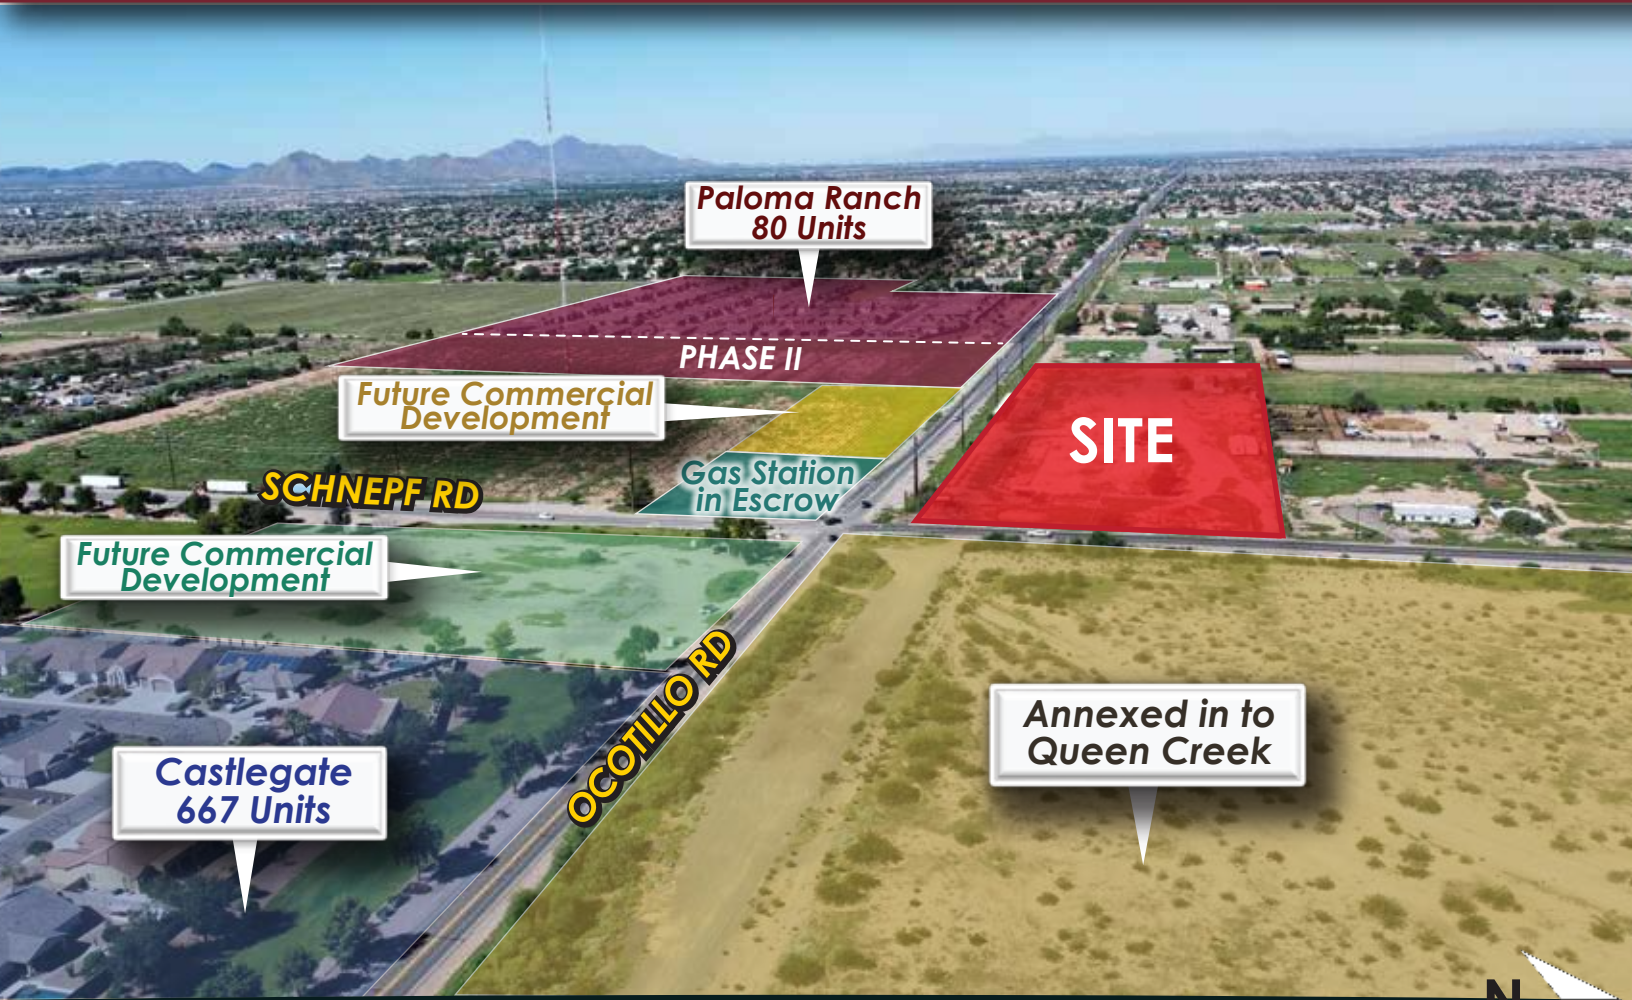 Paloma Ranch
80 Units
PHASE II
Future Commercial
Development
SITE
Gas Station
in Escrow
SCHNEPF RD
Future Commercial
Development
OCOTILLO RD
Annexed in to
Queen Creek
Castlegate
667 Units
N